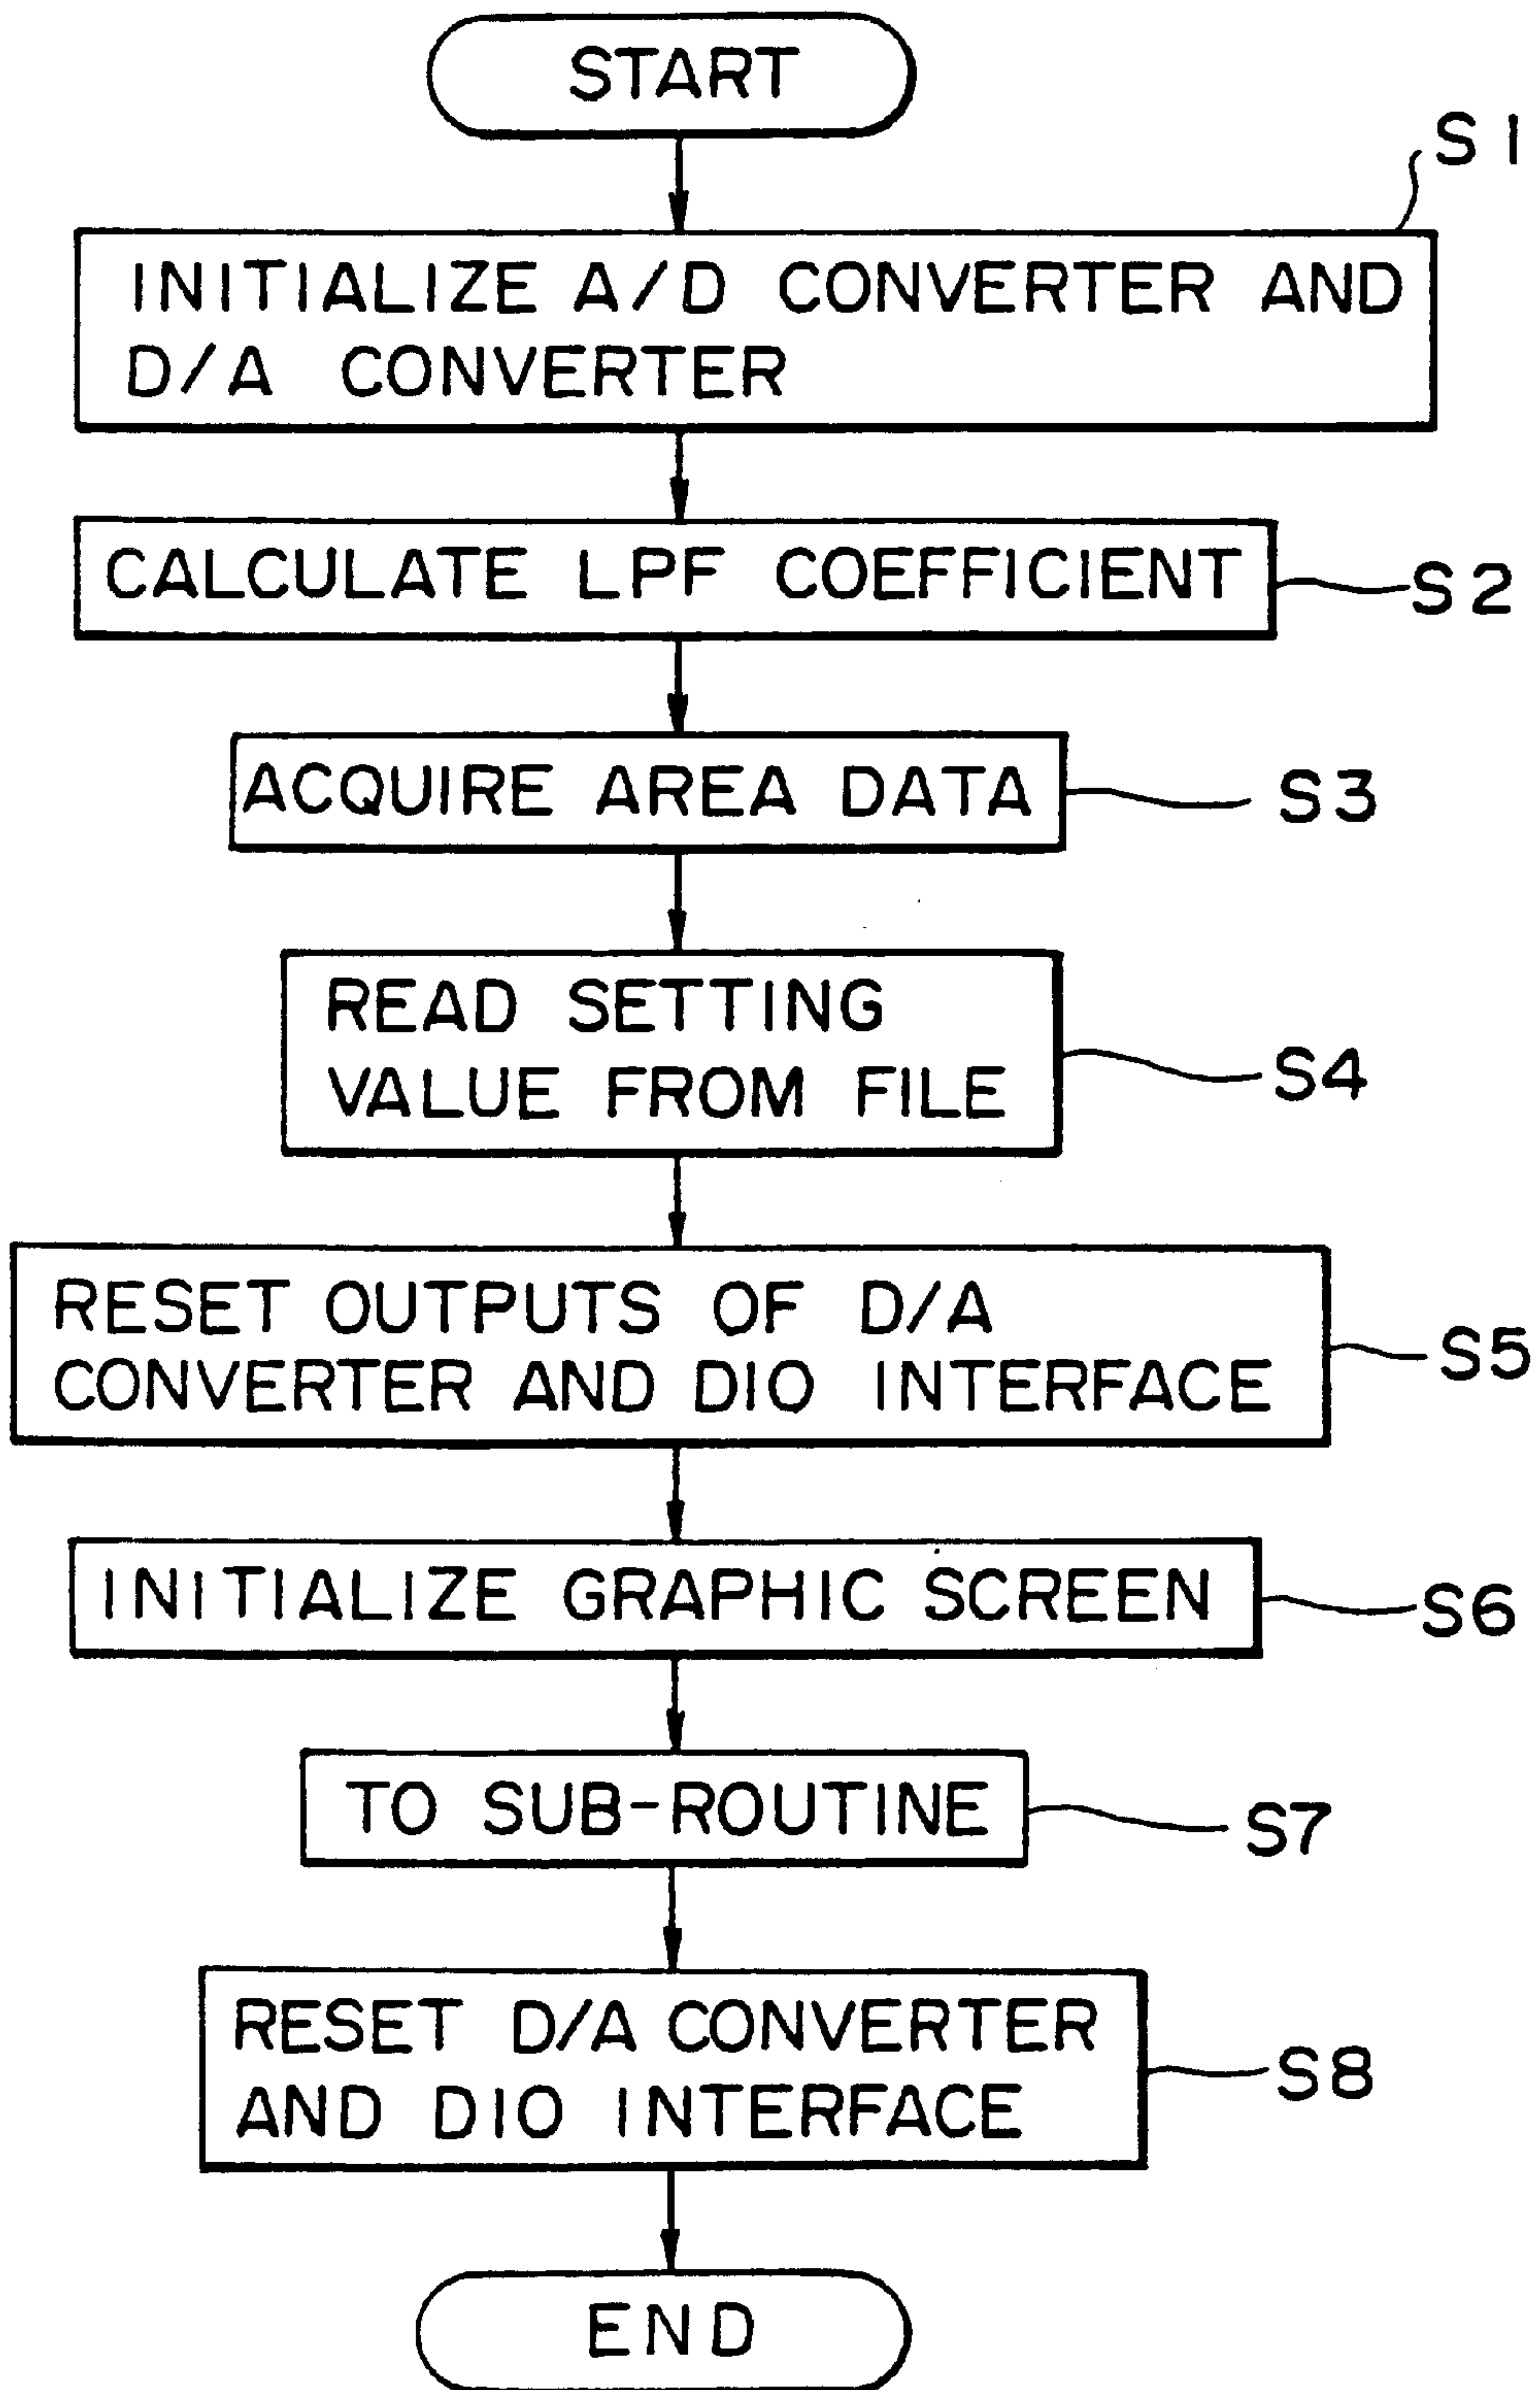 START
S1
INITIALIZE A/D CONVERTER AND
D/A CONVERTER
CALCULATE LPF COEFFICIENT
S2
ACQUIRE AREA DATA
S3
READ SETTING
VALUE FROM FILE
S4
RESET OUTPUTS OF D/A
CONVERTER AND DIO INTERFACE
S5
INITIALIZE GRAPHIC SCREEN
S6
TO SUB-ROUTINE
S7
RESET D/A CONVERTER
AND DIO INTERFACE
S8
END